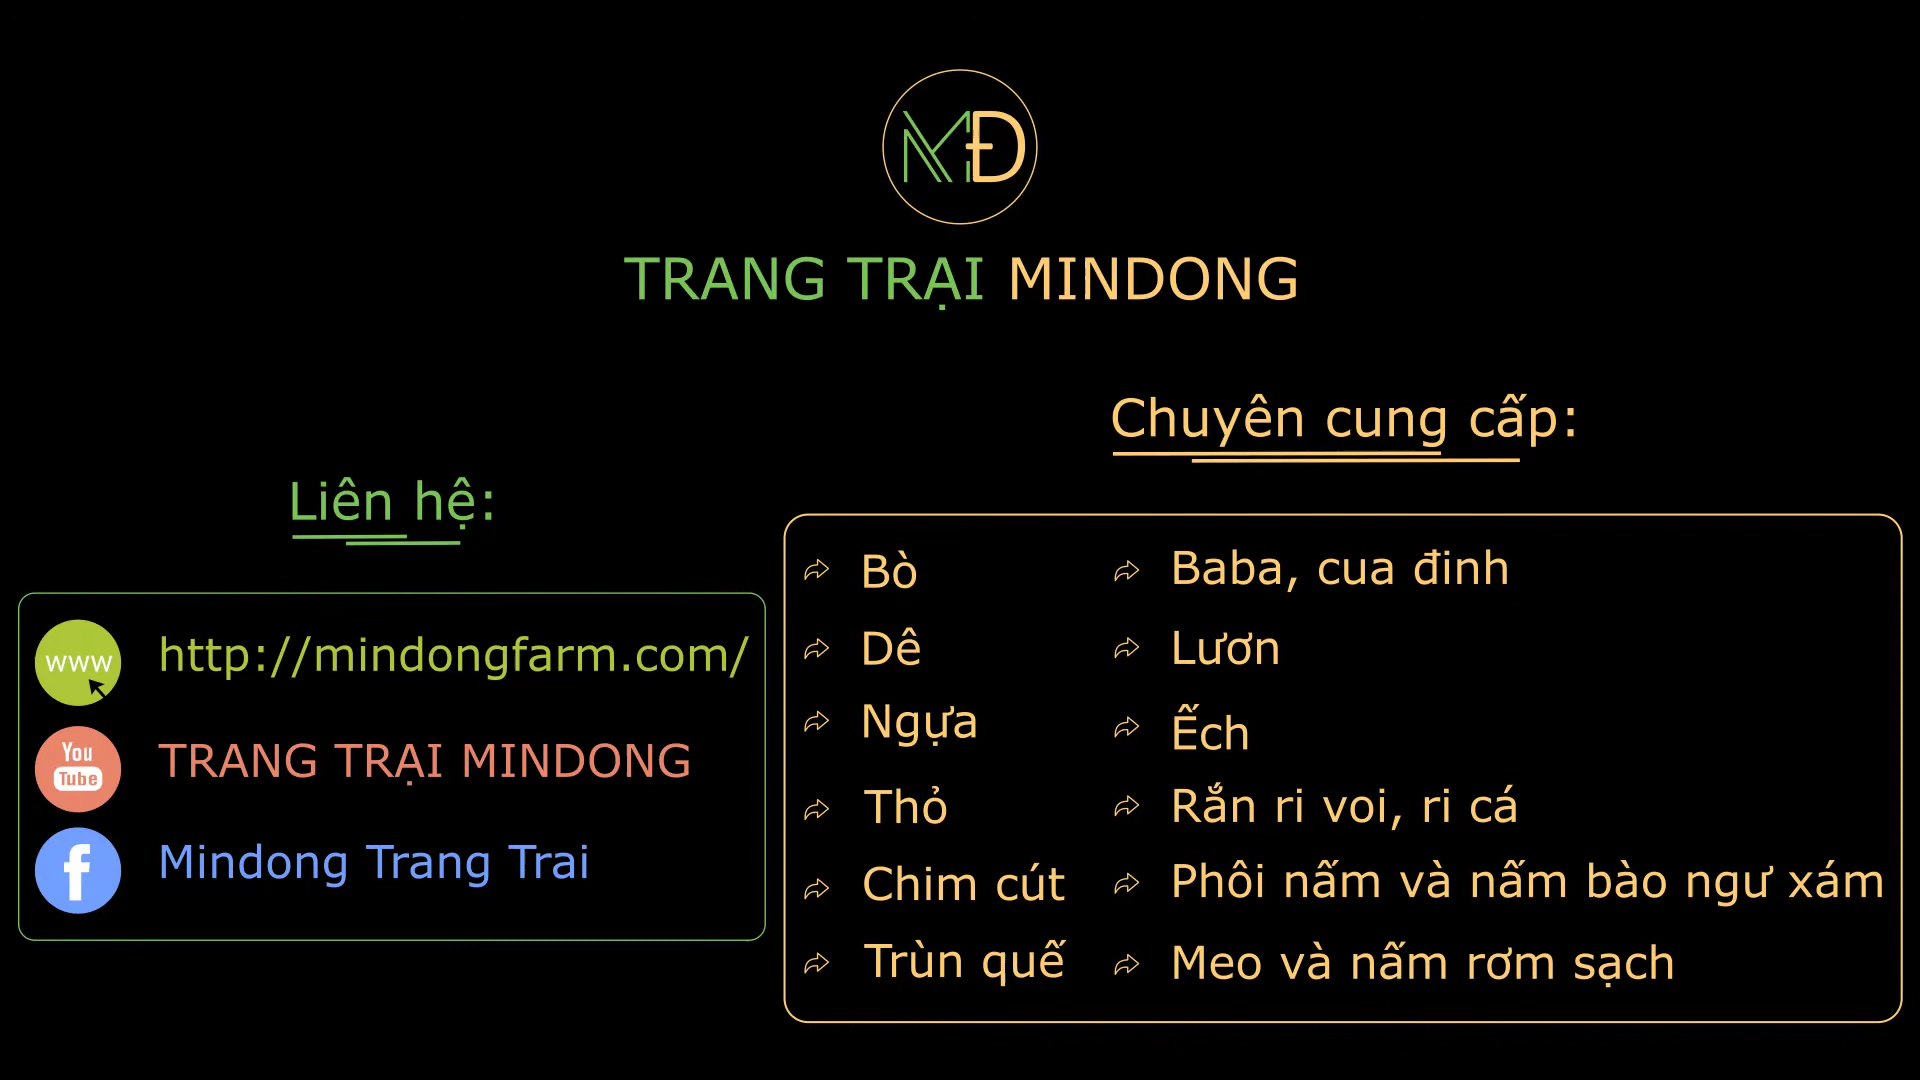 MĐ
TRANG TRẠI MINDONG
Liên hệ:
www
http://mindongfarm.com/
You
Tube
TRANG TRẠI MINDONG
f
Mindong Trang Trai
Chuyên cung cấp:
Bò
Dê
Ngựa
Thỏ
Chim cút
Trùn quế
Baba, cua đinh
Lươn
Ếch
Rắn ri voi, ri cá
Phôi nấm và nấm bào ngư xám
Meo và nấm rơm sạch